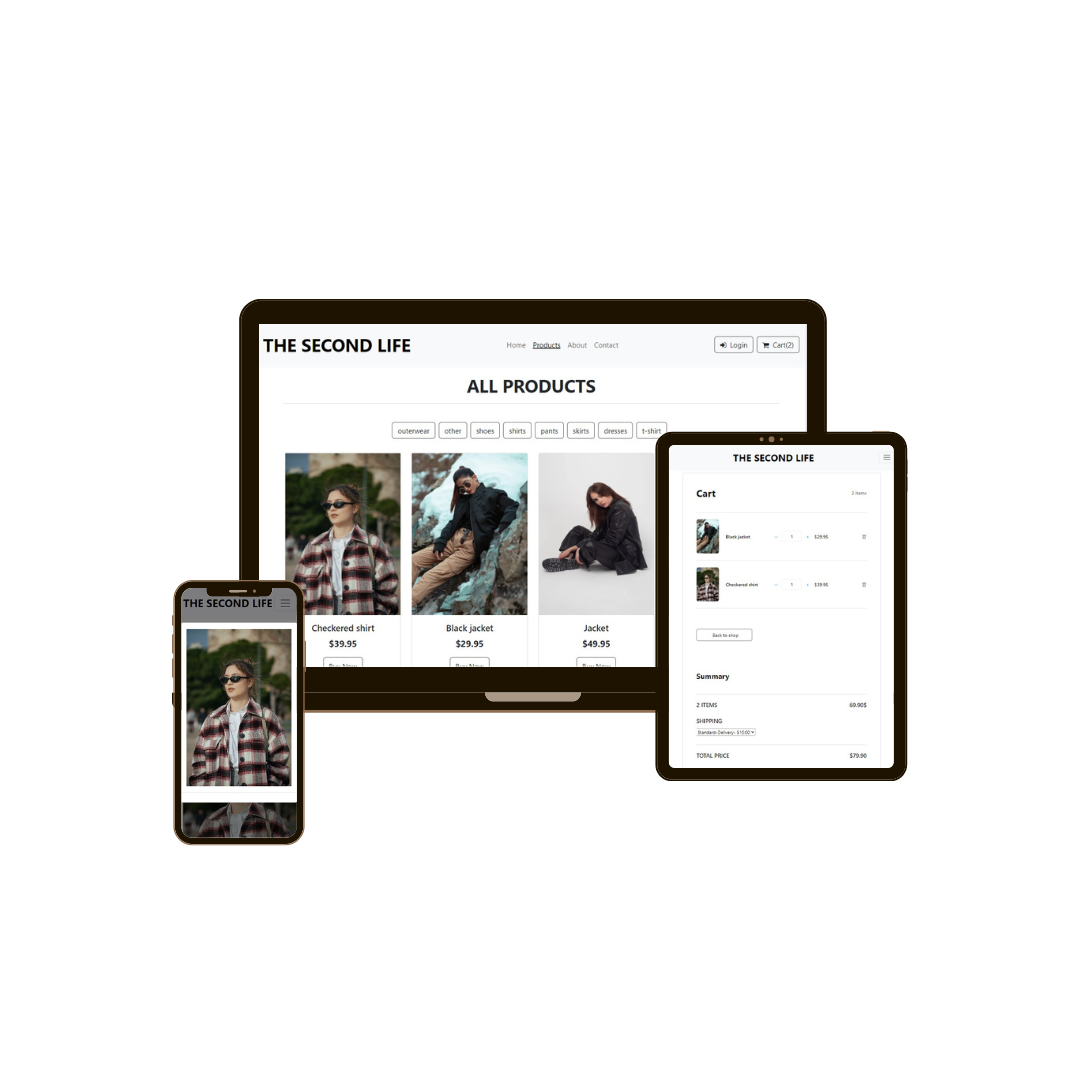 THE SECOND LIFE
Home Products About Contact
Login Cart(2)
ALL PRODUCTS
outerwear other shoes shirts pants skirts dresses t-shirt
Checkered shirt
$39.95
Buy Now
Black jacket
$29.95
Buy Now
Jacket
$49.95
Buy Now
THE SECOND LIFE
THE SECOND LIFE
Cart
2 items
Black jacket - 1 + $29.95
Checkered shirt - 1 + $39.95
Back to shop
Summary
2 ITEMS 69.90$
SHIPPING
Standard-Delivery- $10.00
TOTAL PRICE $79.90